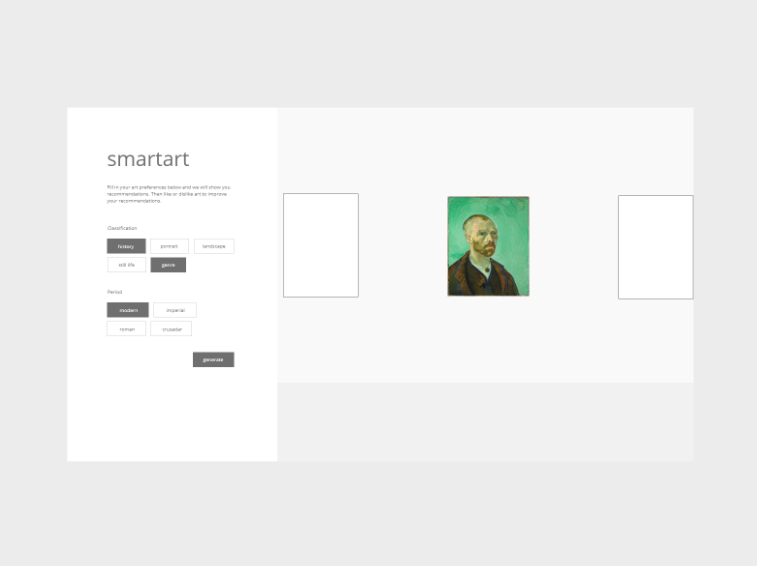 smartart
Fill in your art preferences below and we will show you
recommendations. Then like or dislike art to improve
your recommendations.
Classification
history
portrait
landscape
still life
genre
Period
modern
imperial
roman
crusader
generate